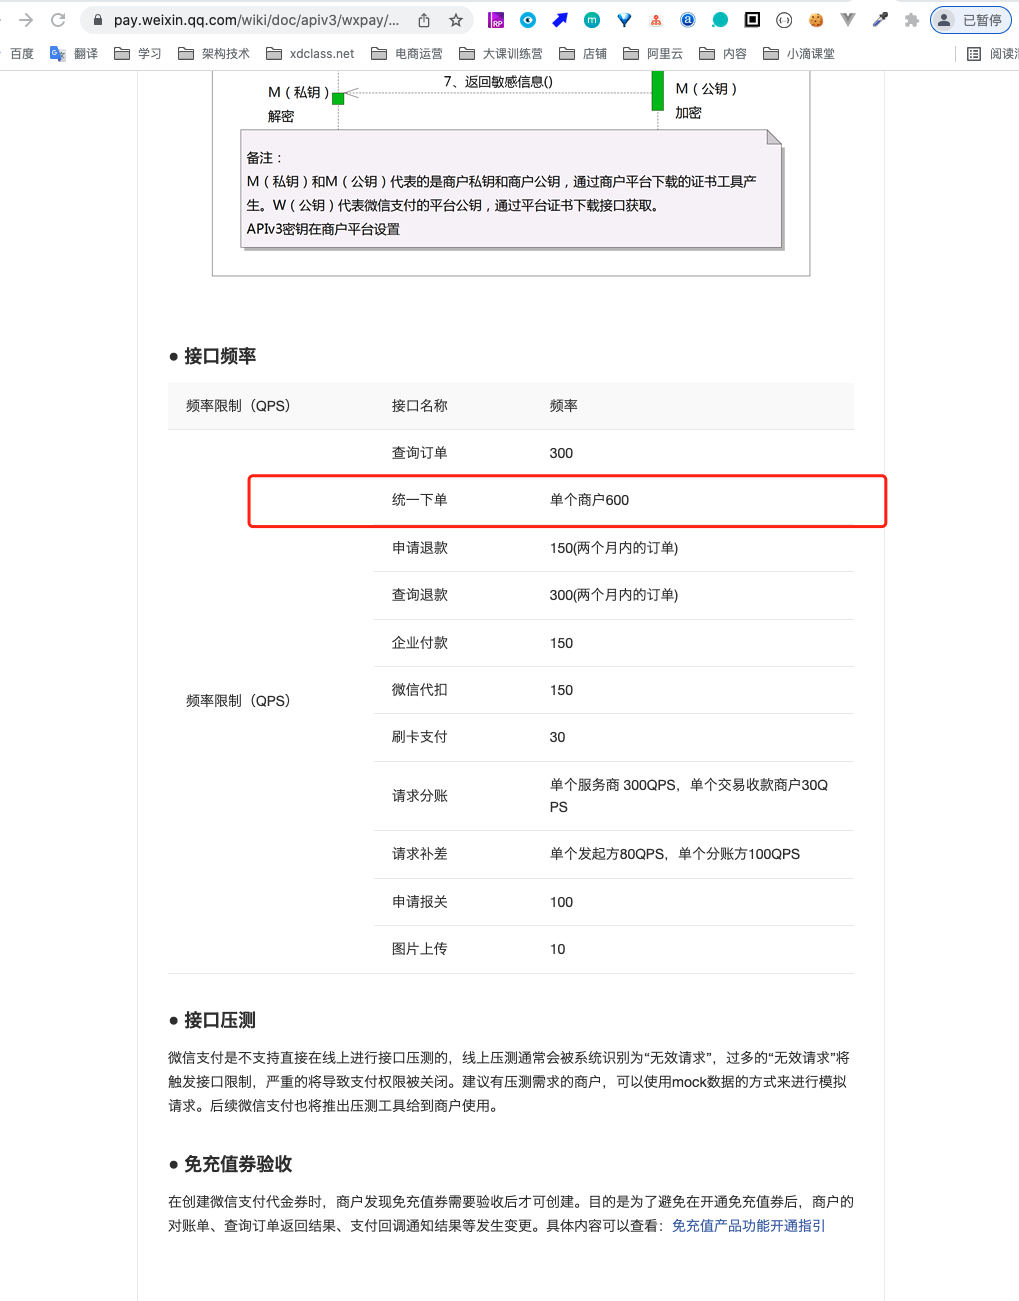 pay.weixin.qq.com/wiki/doc/apiv3/wxpay/...
已暂停
百度 翻译 学习 架构技术 xdclass.net 电商运营 大课训练营 店铺 阿里云 内容 小滴课堂
7、返回敏感信息()
M（私钥）
解密
M（公钥）
加密
备注：
M（私钥）和M（公钥）代表的是商户私钥和商户公钥，通过商户平台下载的证书工具产
生。W（公钥）代表微信支付的平台公钥，通过平台证书下载接口获取。
APIv3密钥在商户平台设置
● 接口频率
频率限制（QPS） 接口名称 频率
查询订单 300
统一下单 单个商户600
申请退款 150(两个月内的订单)
查询退款 300(两个月内的订单)
企业付款 150
微信代扣 150
频率限制（QPS）
刷卡支付 30
请求分账 单个服务商 300QPS，单个交易收款商户30Q
PS
请求补差 单个发起方80QPS，单个分账方100QPS
申请报关 100
图片上传 10
● 接口压测
微信支付是不支持直接在线上进行接口压测的，线上压测通常会被系统识别为“无效请求”，过多的“无效请求”将
触发接口限制，严重的将导致支付权限被关闭。建议有压测需求的商户，可以使用mock数据的方式来进行模拟
请求。后续微信支付也将推出压测工具给到商户使用。
● 免充值券验收
在创建微信支付代金券时，商户发现免充值券需要验收后才可创建。目的是为了避免在开通免充值券后，商户的
对账单、查询订单返回结果、支付回调通知结果等发生变更。具体内容可以查看：免充值产品功能开通指引